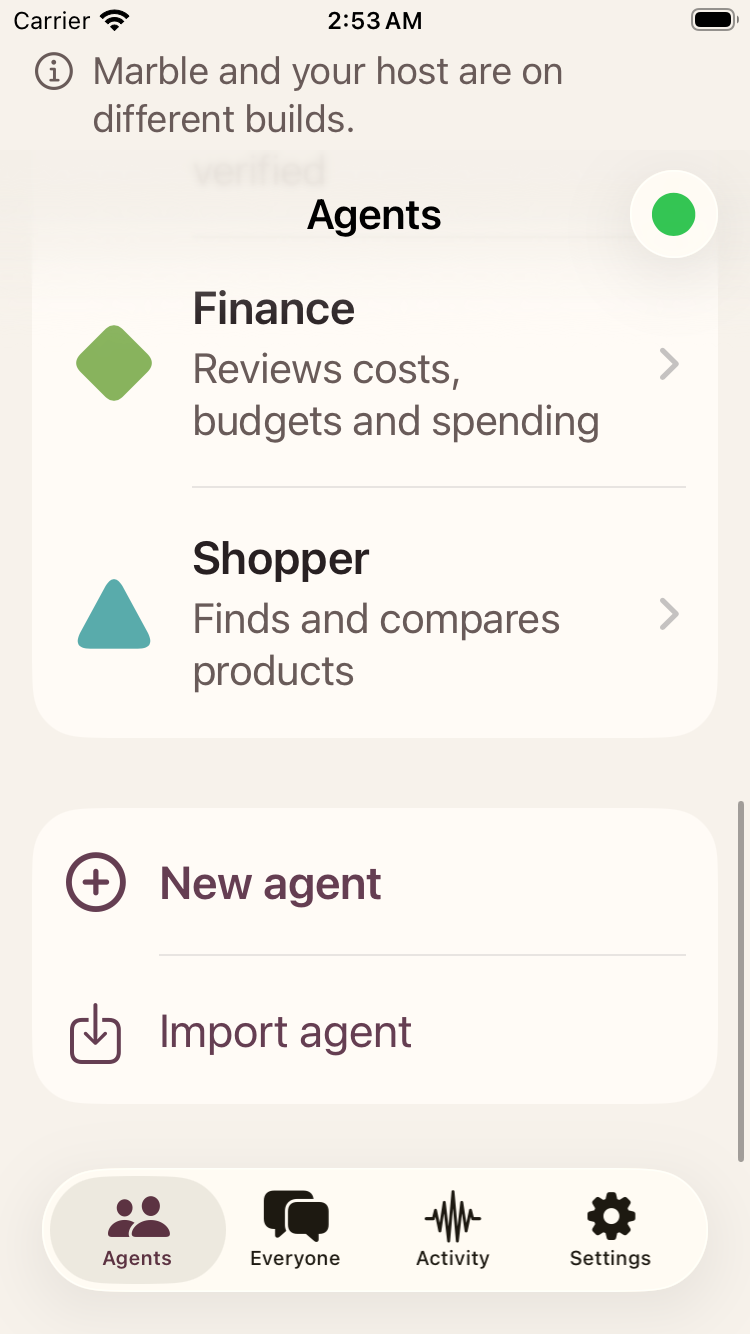 Carrier
2:53 AM
Marble and your host are on
different builds.
verified
Agents
Finance
Reviews costs,
budgets and spending
Shopper
Finds and compares
products
New agent
Import agent
Agents
Everyone
Activity
Settings